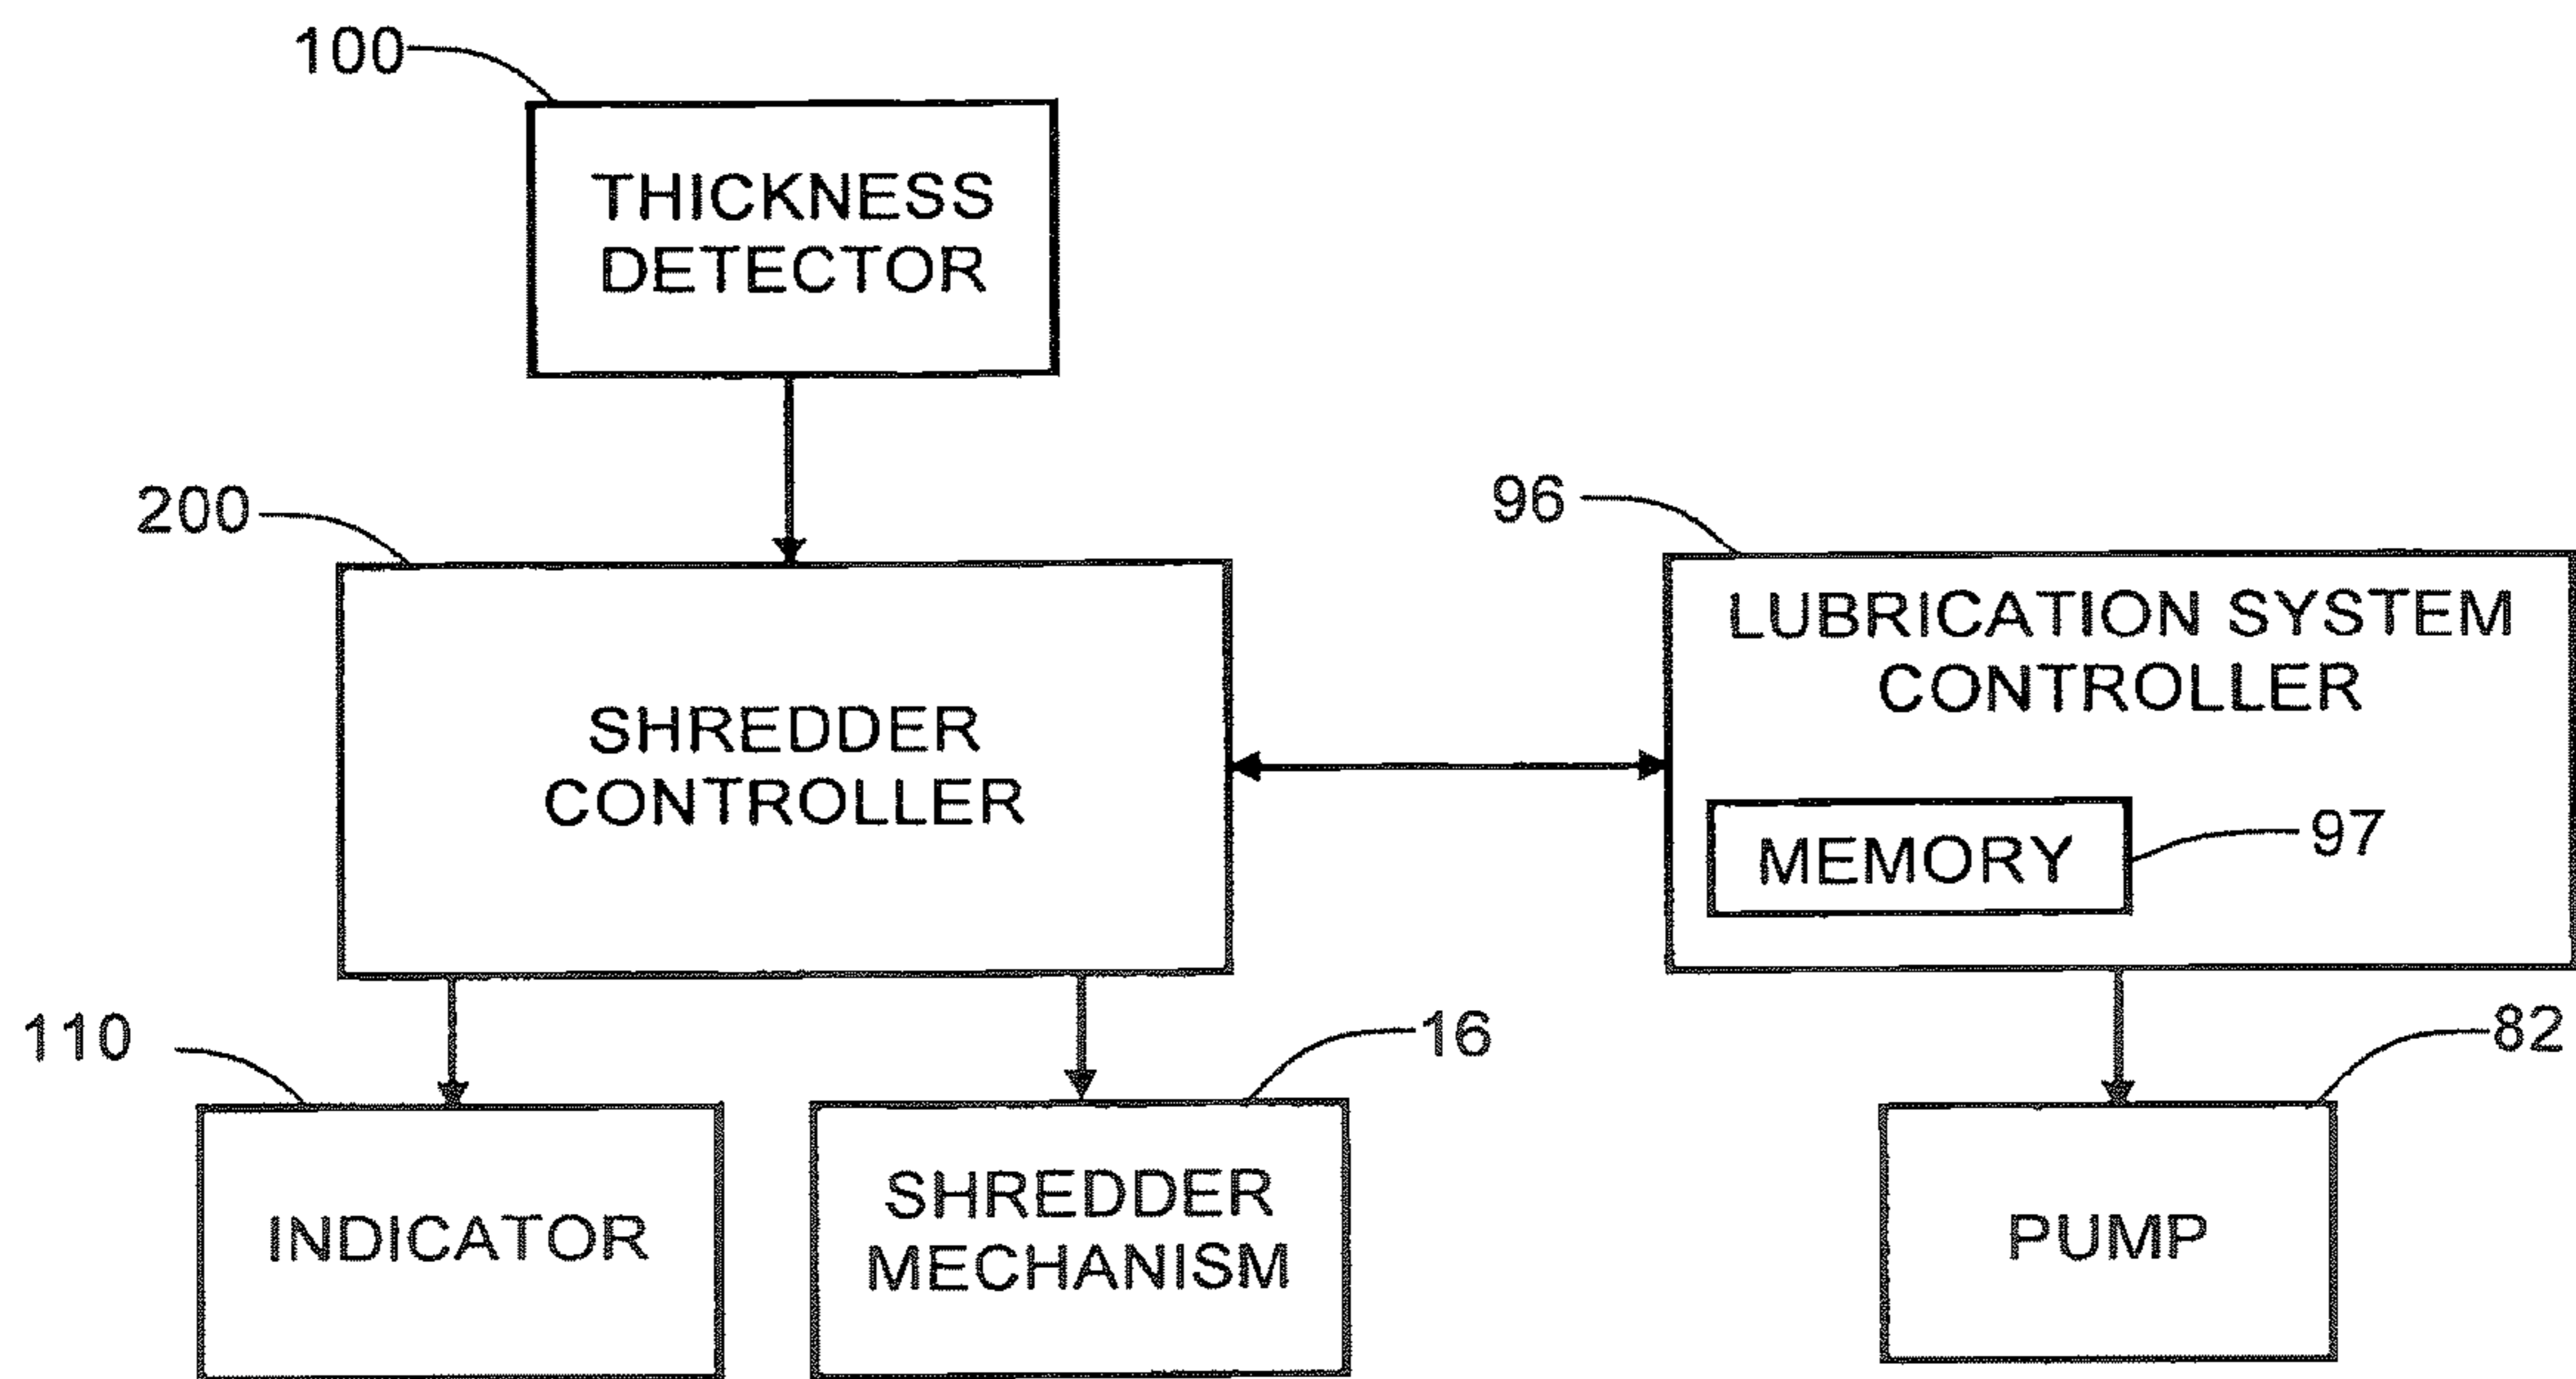 100
THICKNESS
DETECTOR
200
SHREDDER
CONTROLLER
96
LUBRICATION SYSTEM
CONTROLLER
MEMORY
97
110
INDICATOR
16
SHREDDER
MECHANISM
82
PUMP